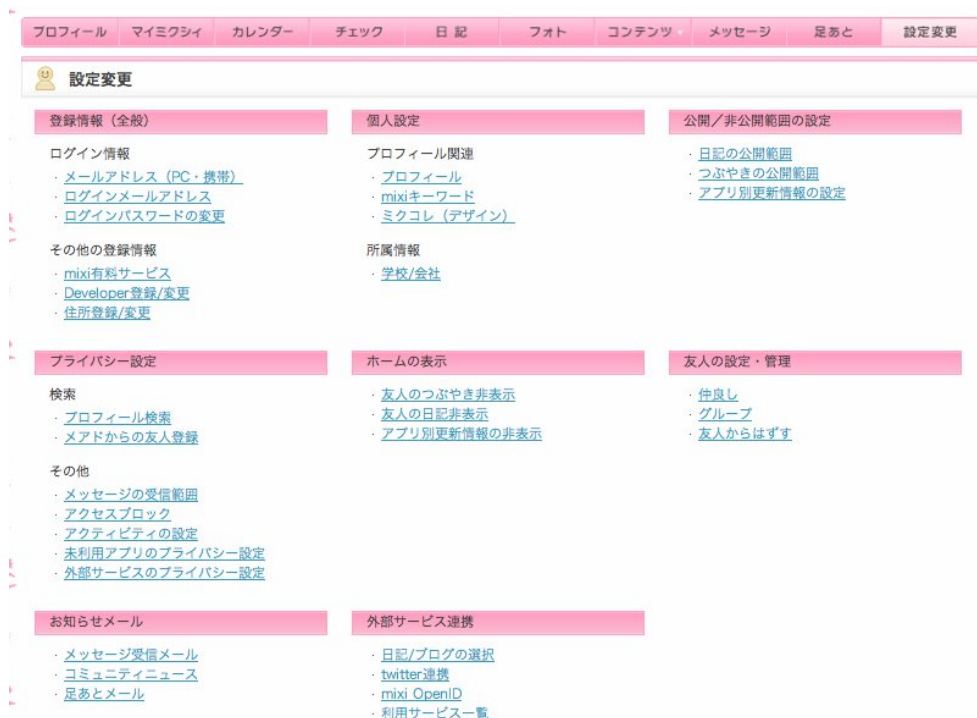 プロフィール マイミクシィ カレンダー チェック 日 記 フォト コンテンツ メッセージ 足あと 設定変更
設定変更
登録情報（全般）
ログイン情報
・メールアドレス（PC・携帯）
・ログインメールアドレス
・ログインパスワードの変更
その他の登録情報
・mixi有料サービス
・Developer登録/変更
・住所登録/変更
個人設定
プロフィール関連
・プロフィール
・mixiキーワード
・ミクコレ（デザイン）
所属情報
・学校/会社
公開／非公開範囲の設定
・日記の公開範囲
・つぶやきの公開範囲
・アプリ別更新情報の設定
プライバシー設定
検索
・プロフィール検索
・メアドからの友人登録
その他
・メッセージの受信範囲
・アクセスブロック
・アクティビティの設定
・未利用アプリのプライバシー設定
・外部サービスのプライバシー設定
ホームの表示
・友人のつぶやき非表示
・友人の日記非表示
・アプリ別更新情報の非表示
友人の設定・管理
・仲良し
・グループ
・友人からはずす
お知らせメール
・メッセージ受信メール
・コミュニティニュース
・足あとメール
外部サービス連携
・日記/ブログの選択
・twitter連携
・mixi OpenID
・利用サービス一覧